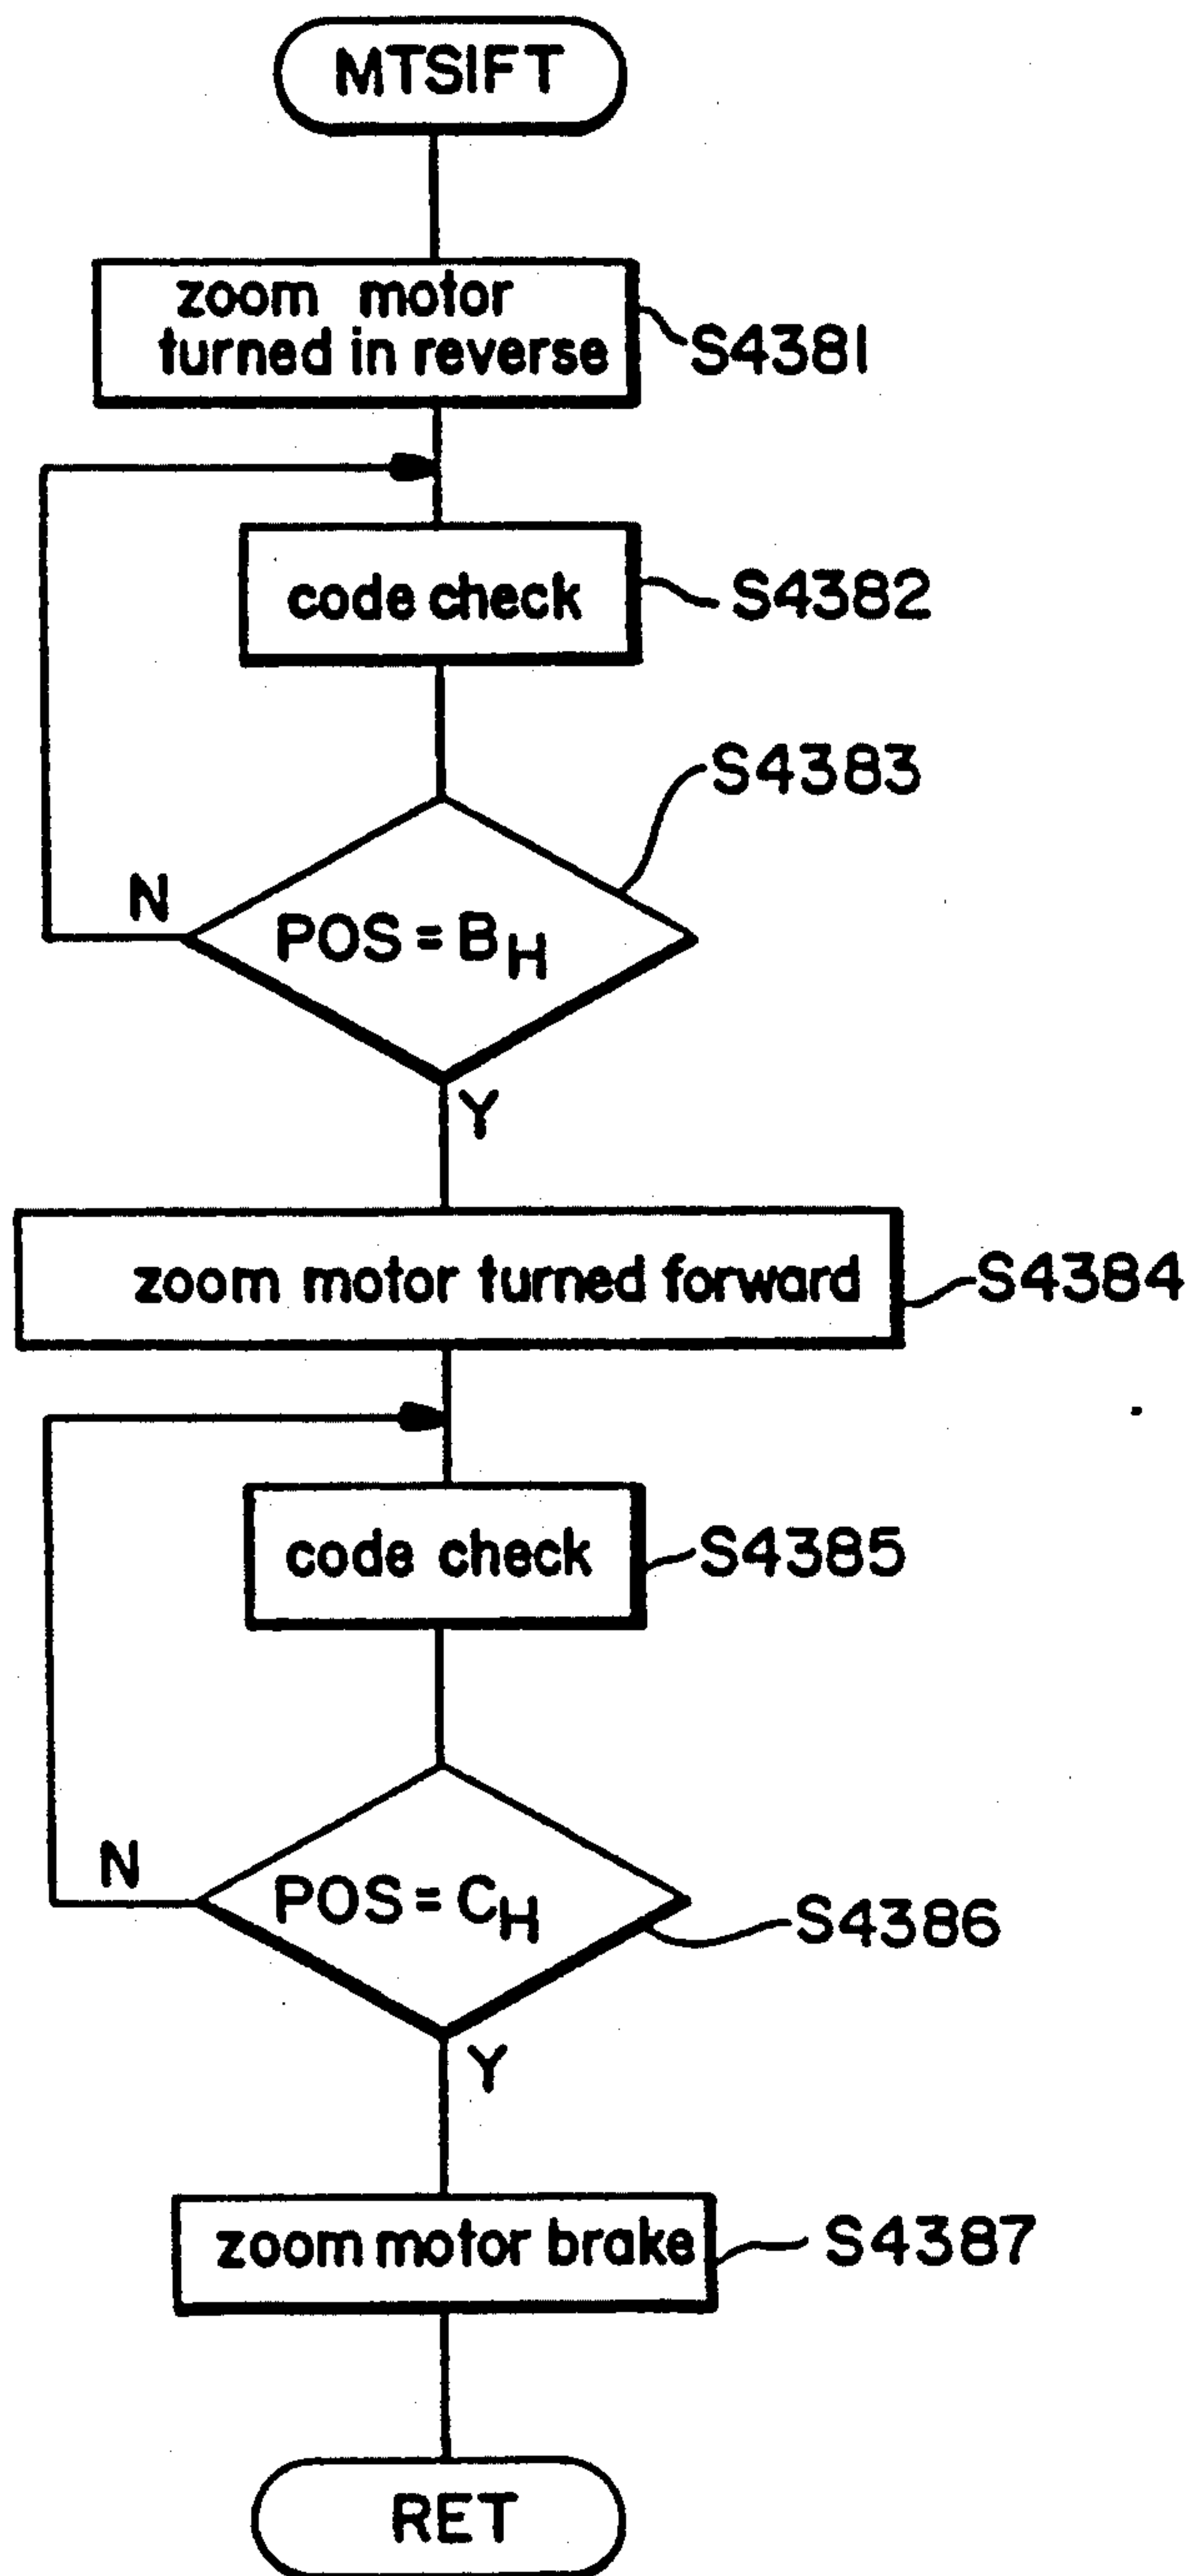 MTSIFT
zoom motor
turned in reverse
S4381
code check
S4382
S4383
N
POS = BH
Y
zoom motor turned forward
S4384
code check
S4385
N
POS = CH
S4386
Y
zoom motor brake
S4387
RET